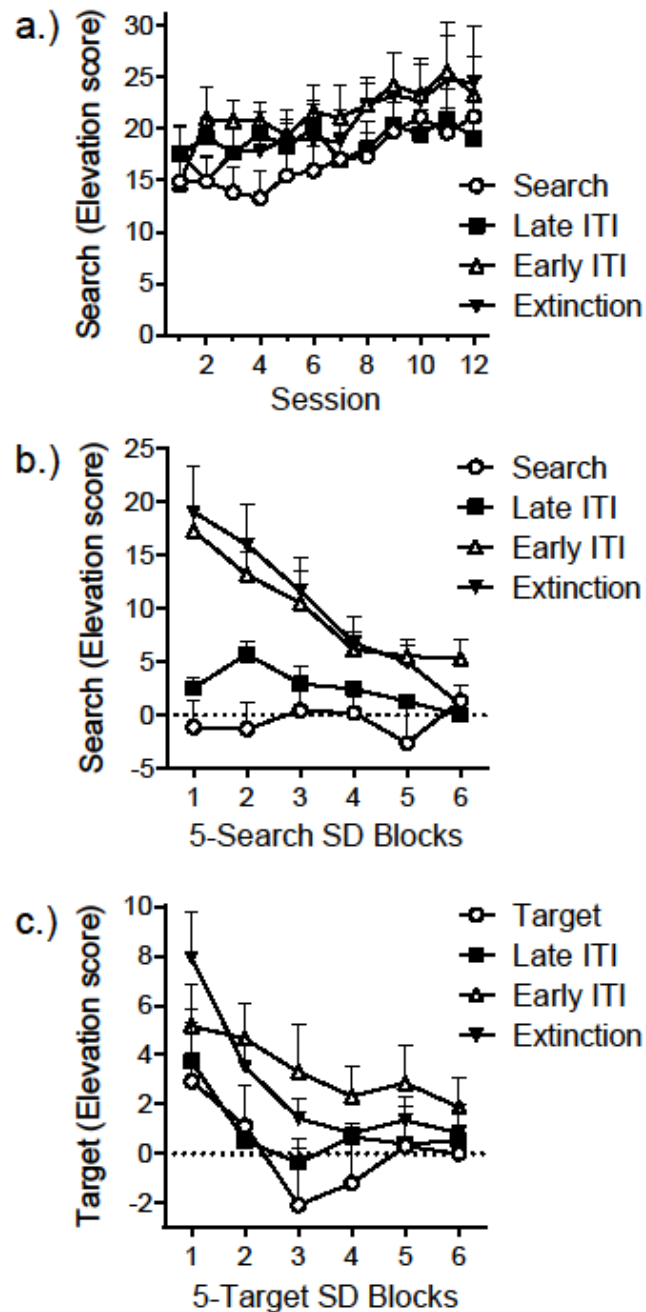 a.)
Search (Elevation score)
30
25
20
15
10
5
0
2 4 6 8 10 12
Session
Search
Late ITI
Early ITI
Extinction
b.)
Search (Elevation score)
25
20
15
10
5
0
-5
1 2 3 4 5 6
5-Search SD Blocks
Search
Late ITI
Early ITI
Extinction
c.)
Target (Elevation score)
10
8
6
4
2
0
-2
1 2 3 4 5 6
5-Target SD Blocks
Target
Late ITI
Early ITI
Extinction